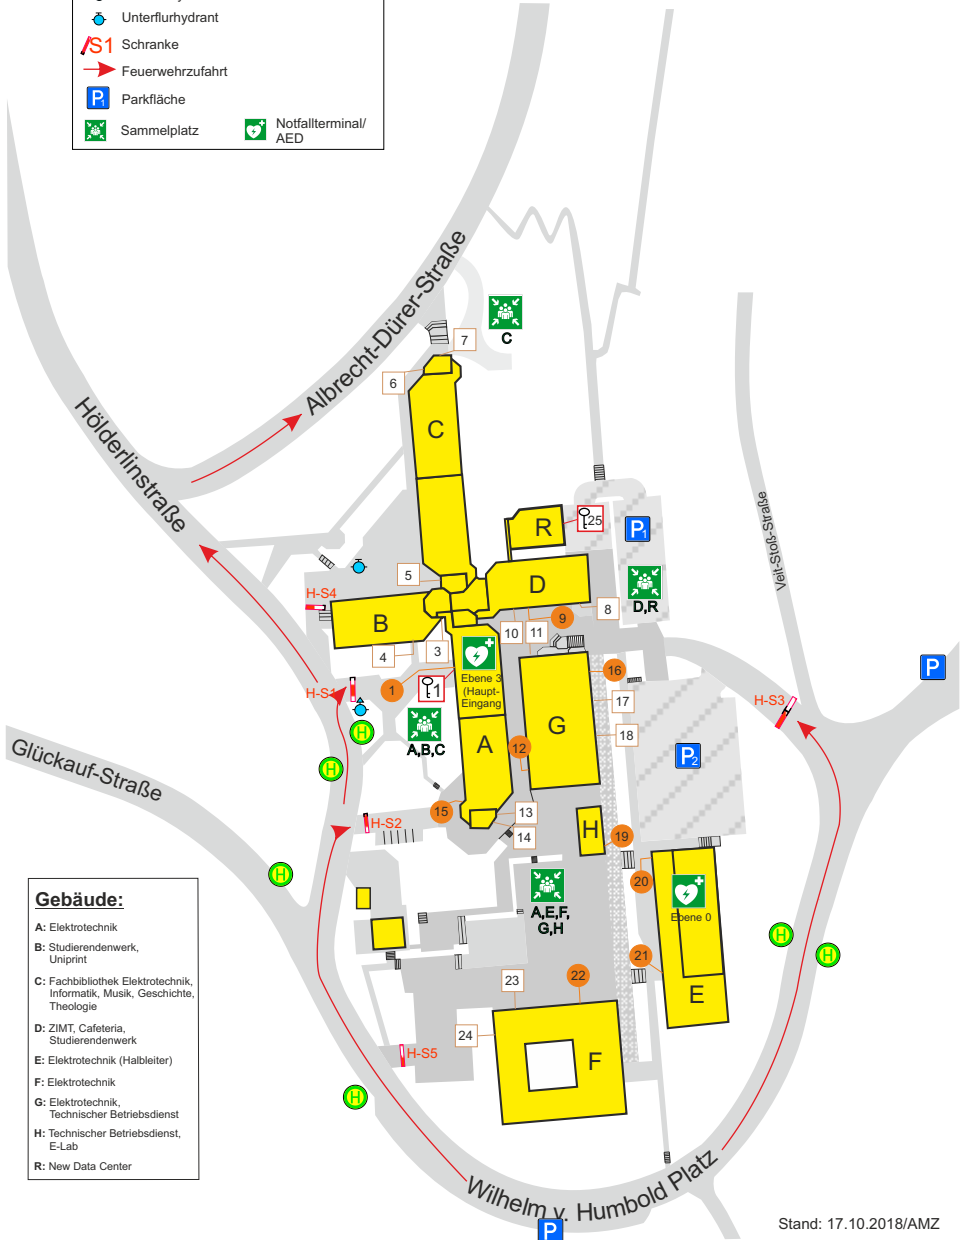 Unterflurhydrant
S1 Schranke
Feuerwehrzufahrt
P1 Parkfläche
Sammelplatz
Notfallterminal/
AED
Albrecht-Dürer-Straße
C
7
6
Hölderlinstraße
C
R
25
P1
Veit-Stoß-Straße
5
D
D,R
H-S4
B
8
9
10
11
4
3
16
P
H-S1
1
1
Ebene 3
(Haupt-
Eingang
17
H-S3
G
18
A,B,C
A
12
P2
H
H
Glückauf-Straße
15
13
H-S2
14
H
19
H
20
Ebene 0
A,E,F,
G,H
H
H
21
E
23
22
24
H-S5
F
H
Wilhelm v. Humbold Platz
P
Gebäude:
A: Elektrotechnik
B: Studierendenwerk,
Uniprint
C: Fachbibliothek Elektrotechnik,
Informatik, Musik, Geschichte,
Theologie
D: ZIMT, Cafeteria,
Studierendenwerk
E: Elektrotechnik (Halbleiter)
F: Elektrotechnik
G: Elektrotechnik,
Technischer Betriebsdienst
H: Technischer Betriebsdienst,
E-Lab
R: New Data Center
Stand: 17.10.2018/AMZ